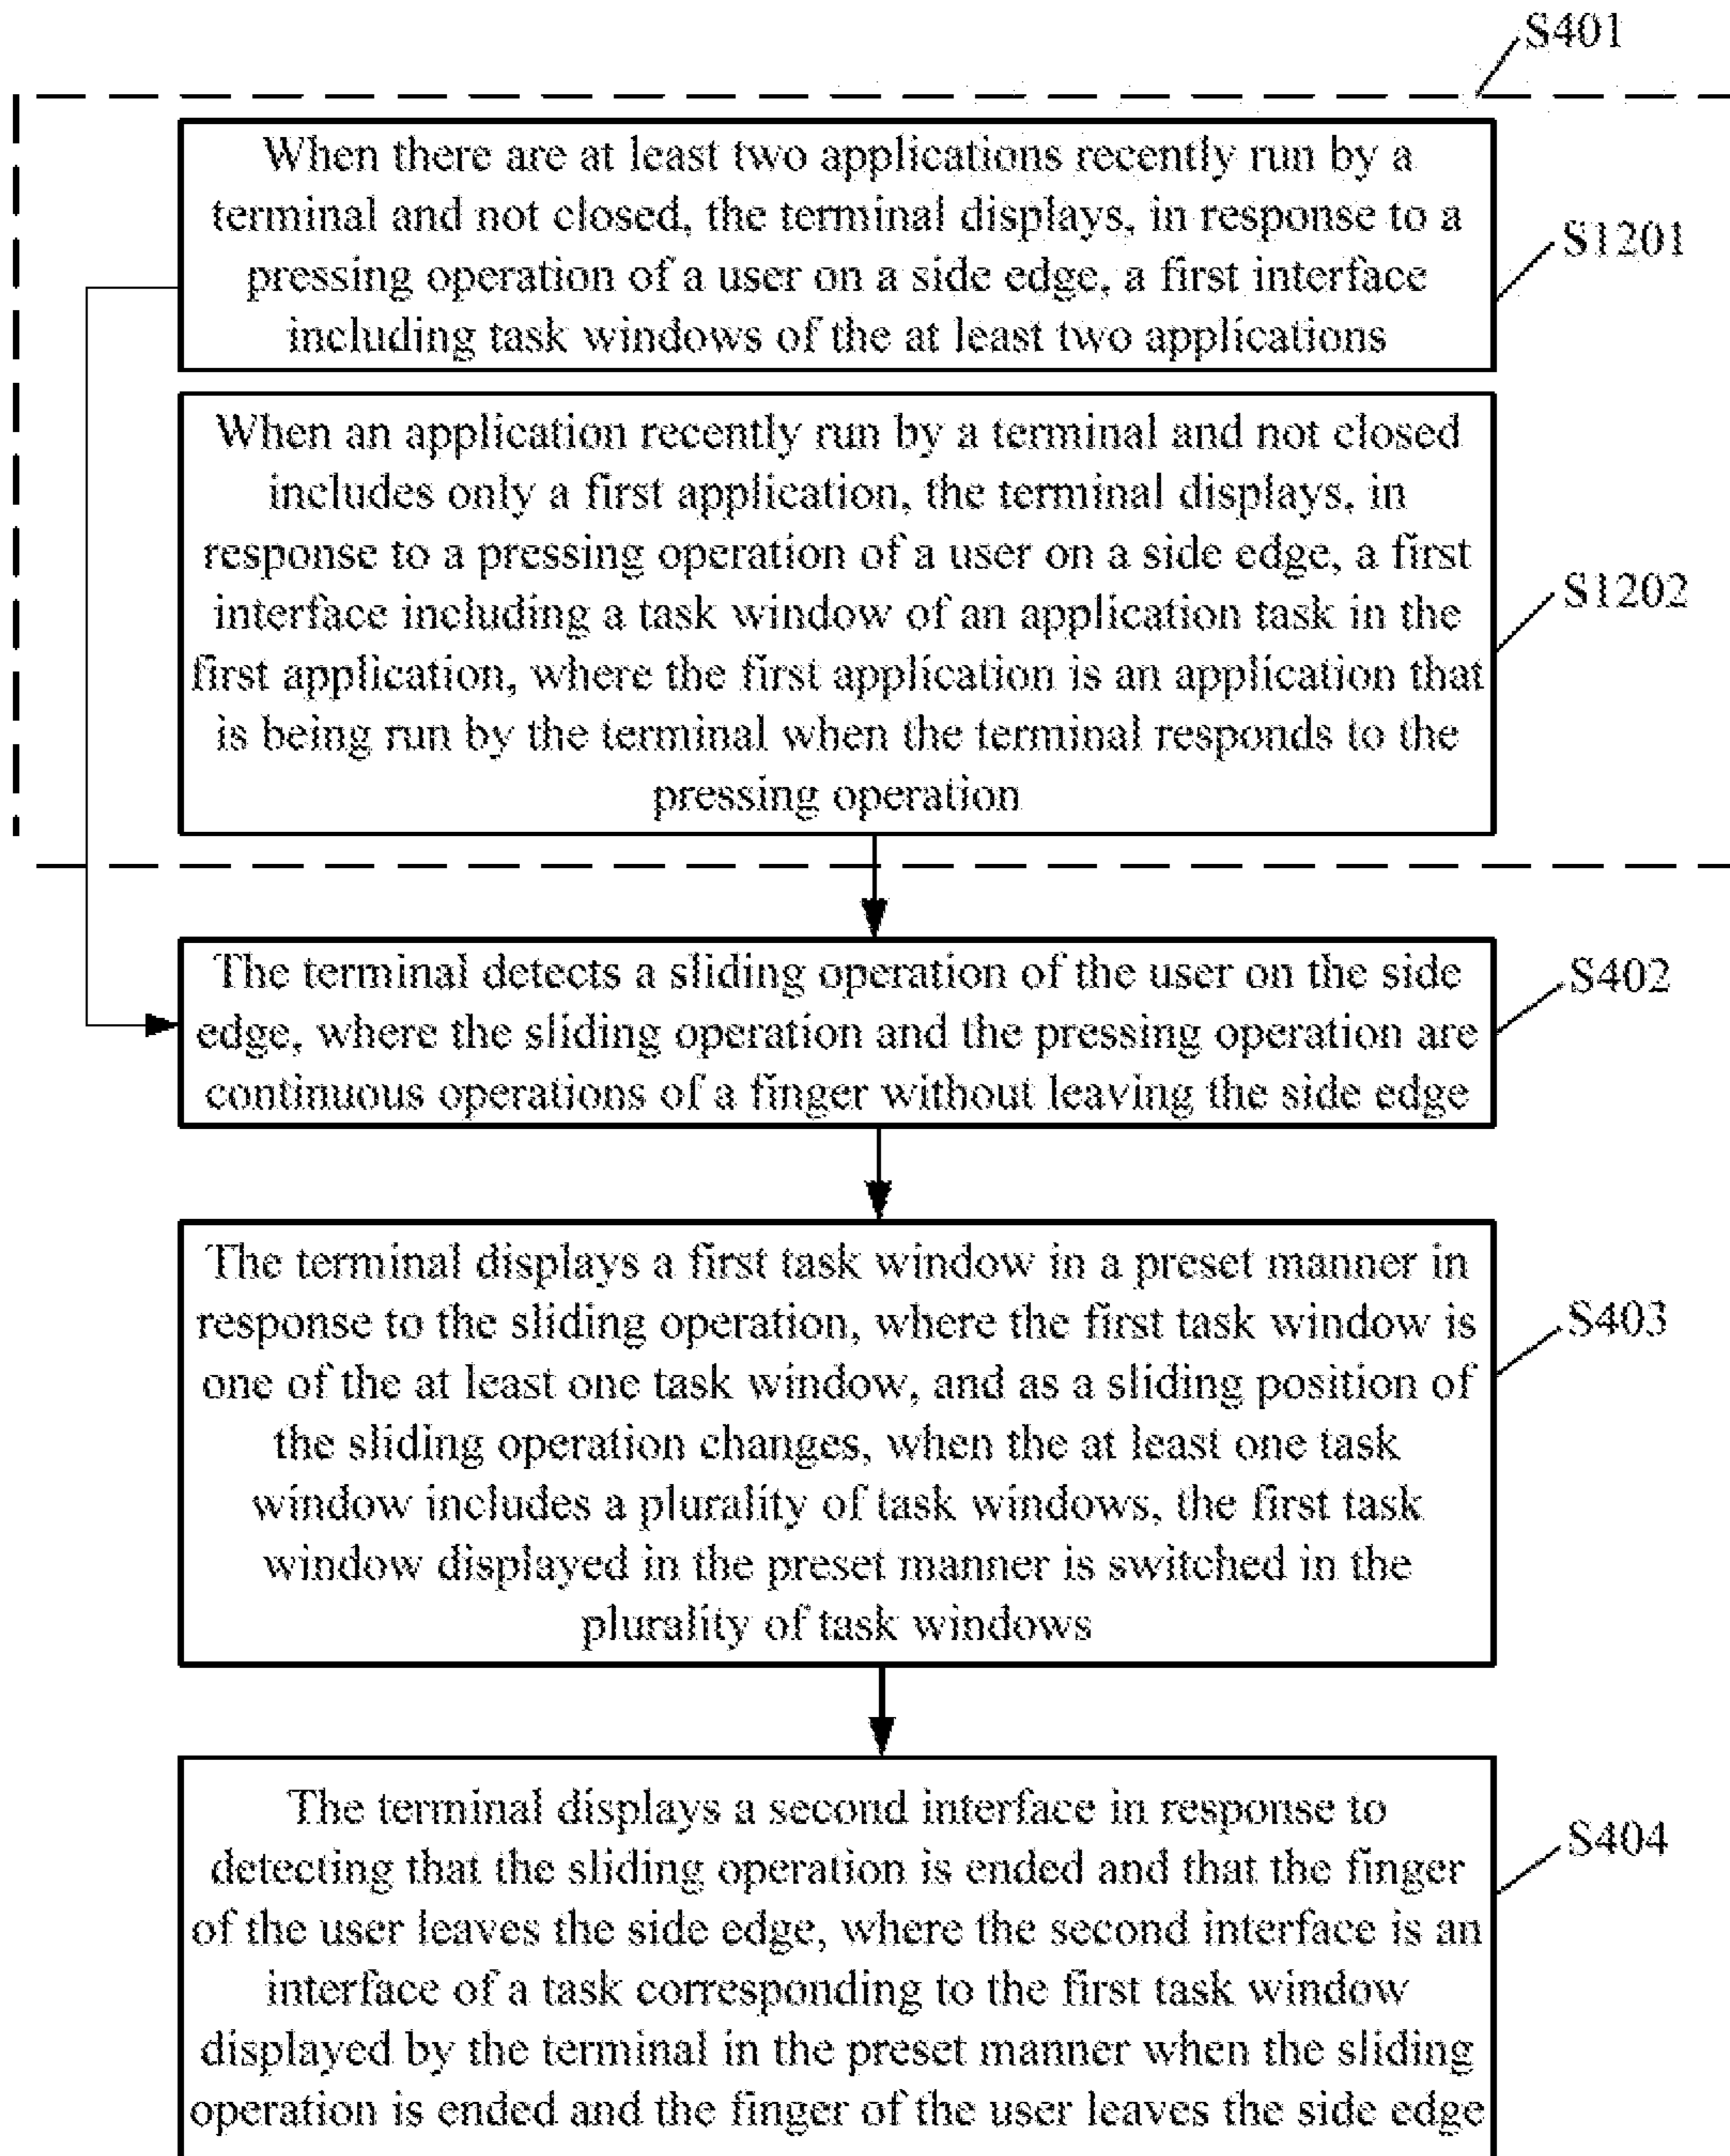 S401
When there are at least two applications recently run by a
terminal and not closed, the terminal displays, in response to a
pressing operation of a user on a side edge, a first interface
including task windows of the at least two applications
S1201
When an application recently run by a terminal and not closed
includes only a first application, the terminal displays, in
response to a pressing operation of a user on a side edge, a first
interface including a task window of an application task in the
first application, where the first application is an application that
is being run by the terminal when the terminal responds to the
pressing operation
S1202
The terminal detects a sliding operation of the user on the side
edge, where the sliding operation and the pressing operation are
continuous operations of a finger without leaving the side edge
S402
The terminal displays a first task window in a preset manner in
response to the sliding operation, where the first task window is
one of the at least one task window, and as a sliding position of
the sliding operation changes, when the at least one task
window includes a plurality of task windows, the first task
window displayed in the preset manner is switched in the
plurality of task windows
S403
The terminal displays a second interface in response to
detecting that the sliding operation is ended and that the finger
of the user leaves the side edge, where the second interface is an
interface of a task corresponding to the first task window
displayed by the terminal in the preset manner when the sliding
operation is ended and the finger of the user leaves the side edge
S404